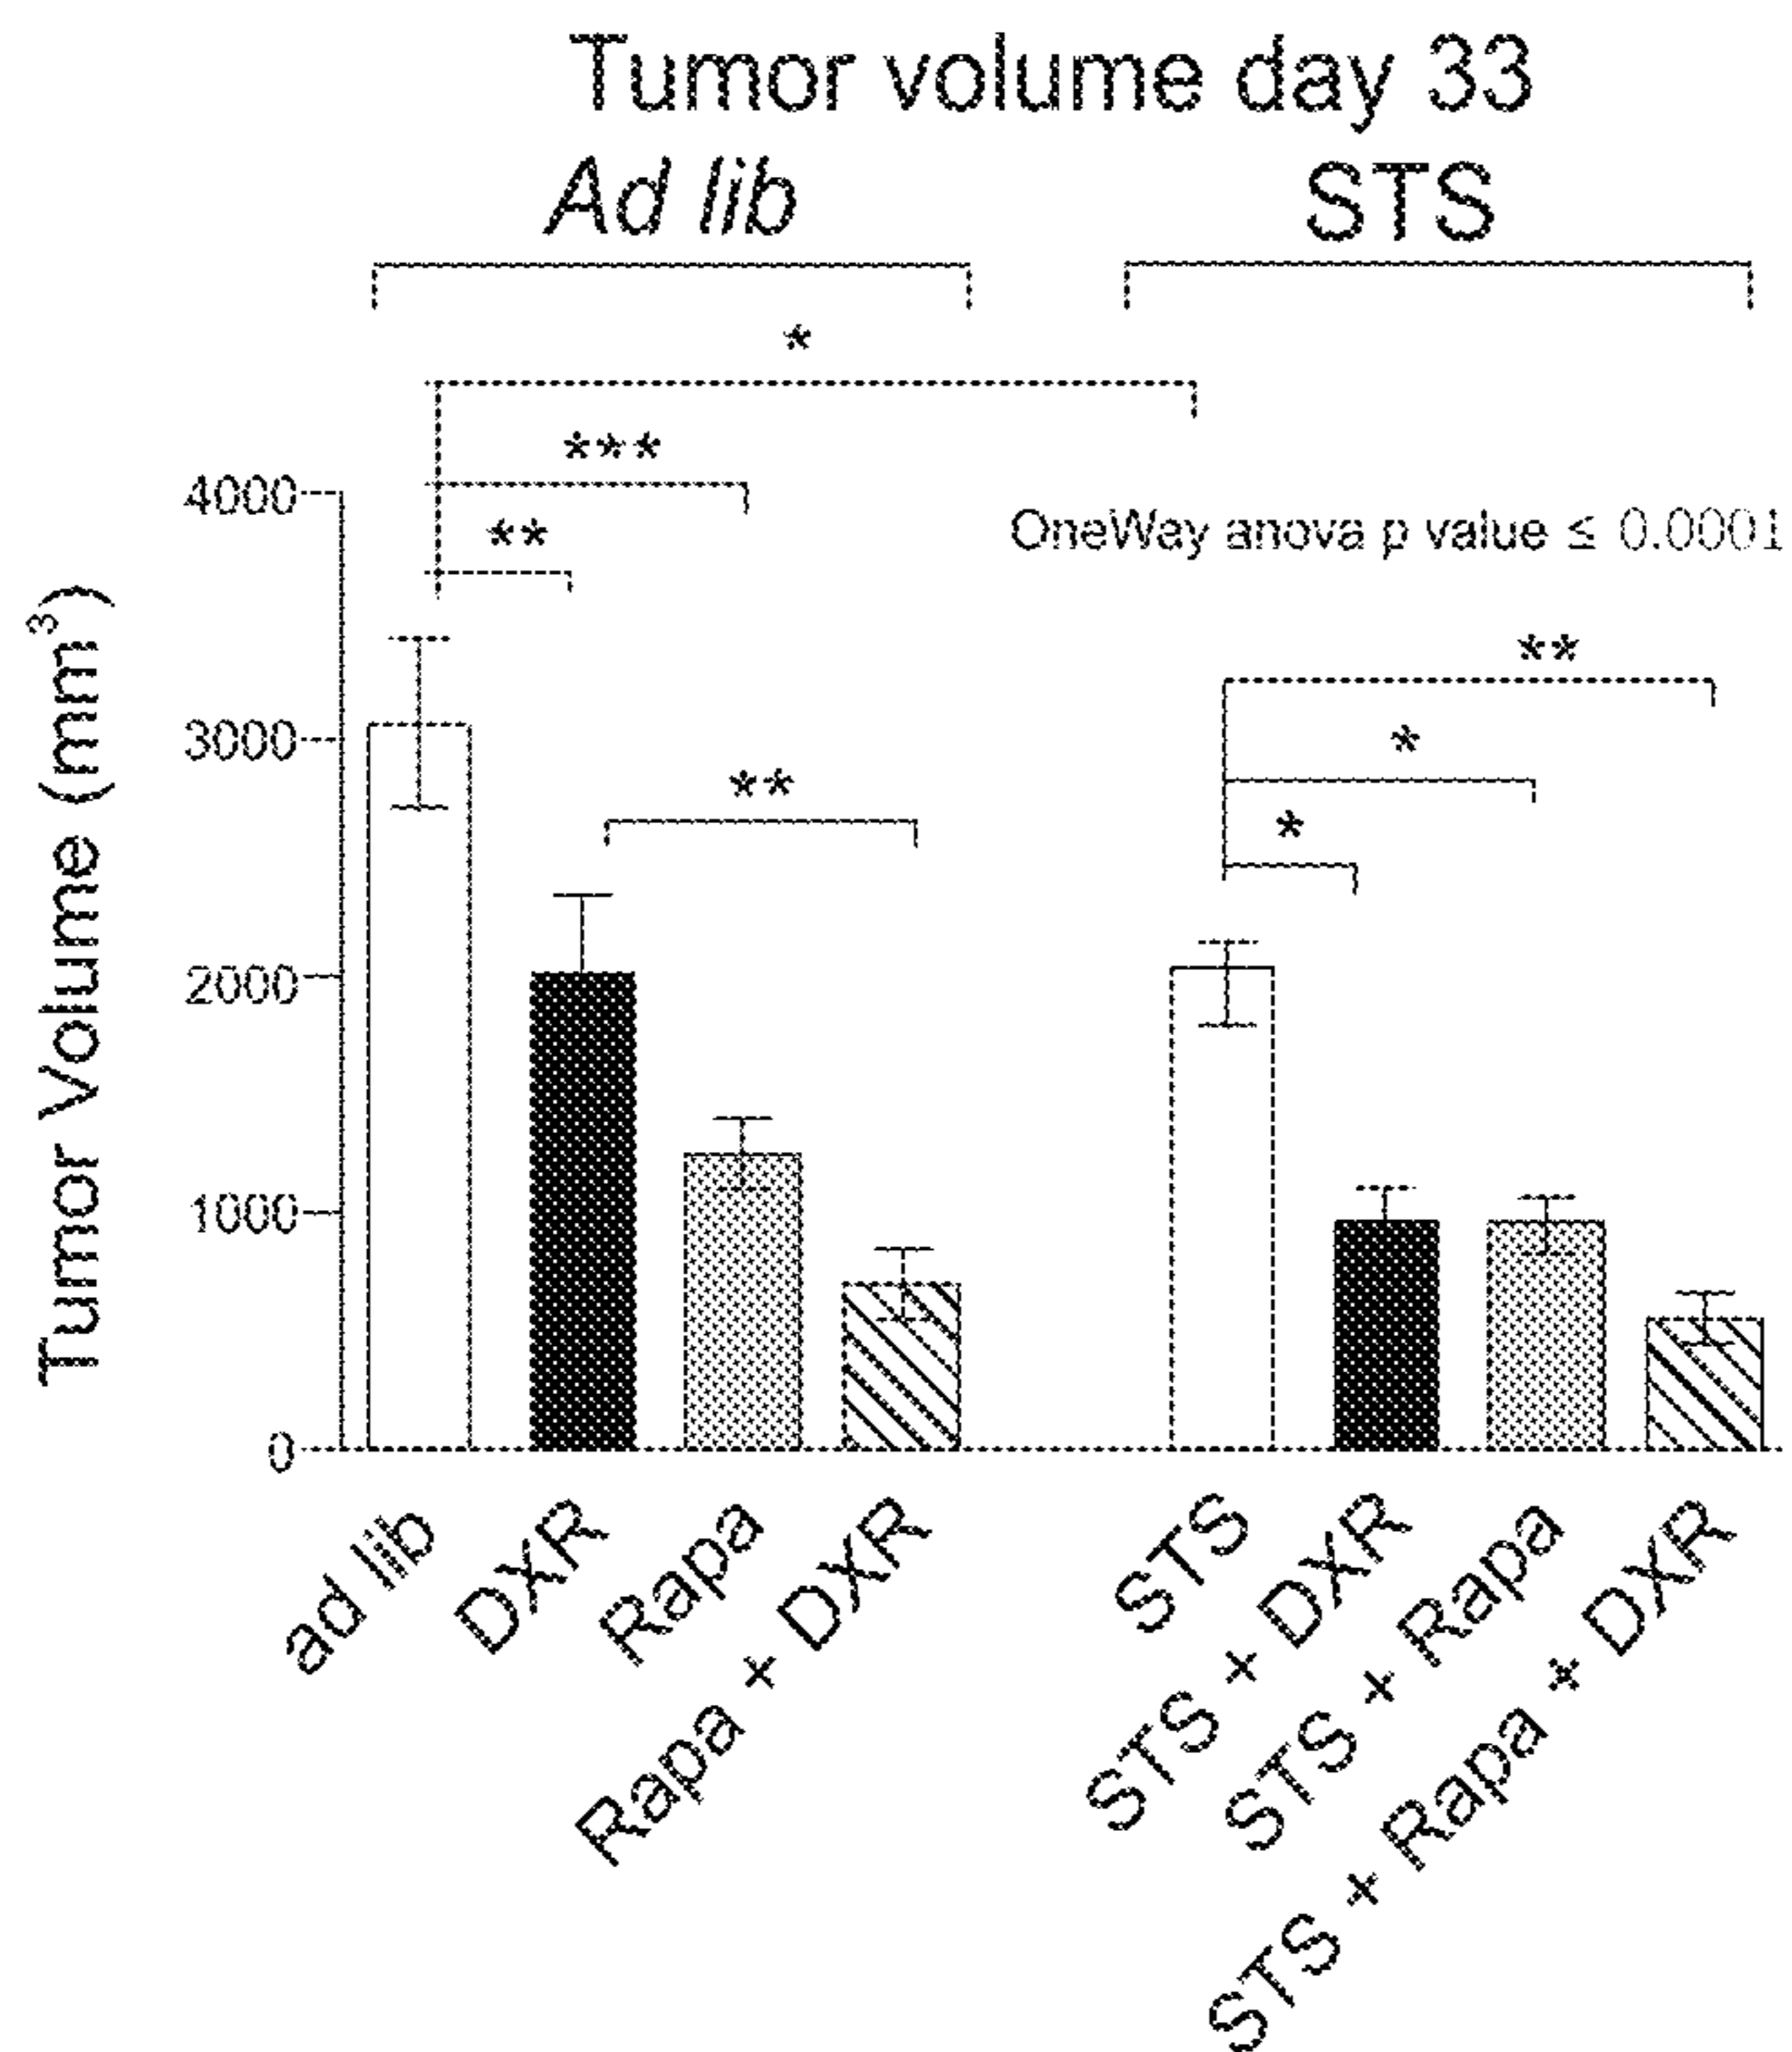 Tumor volume day 33
Ad lib
STS
*
***
**
OneWay anova p value ≤ 0.0001
**
*
*
**
Tumor Volume (mm³)
4000
3000
2000
1000
0
ad lib
DXR
Rapa
Rapa + DXR
STS
STS + DXR
STS + Rapa
STS + Rapa + DXR